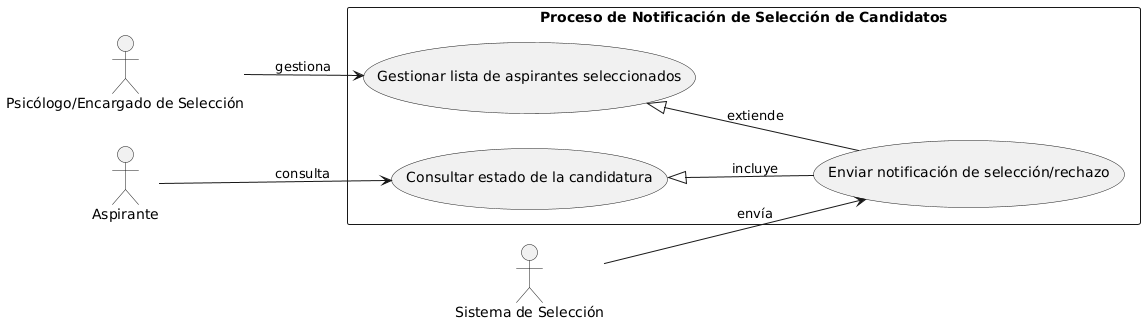 Proceso de Notificación de Selección de Candidatos
Psicólogo/Encargado de Selección
gestiona
Gestionar lista de aspirantes seleccionados
extiende
Aspirante
consulta
Consultar estado de la candidatura
incluye
Enviar notificación de selección/rechazo
envía
Sistema de Selección